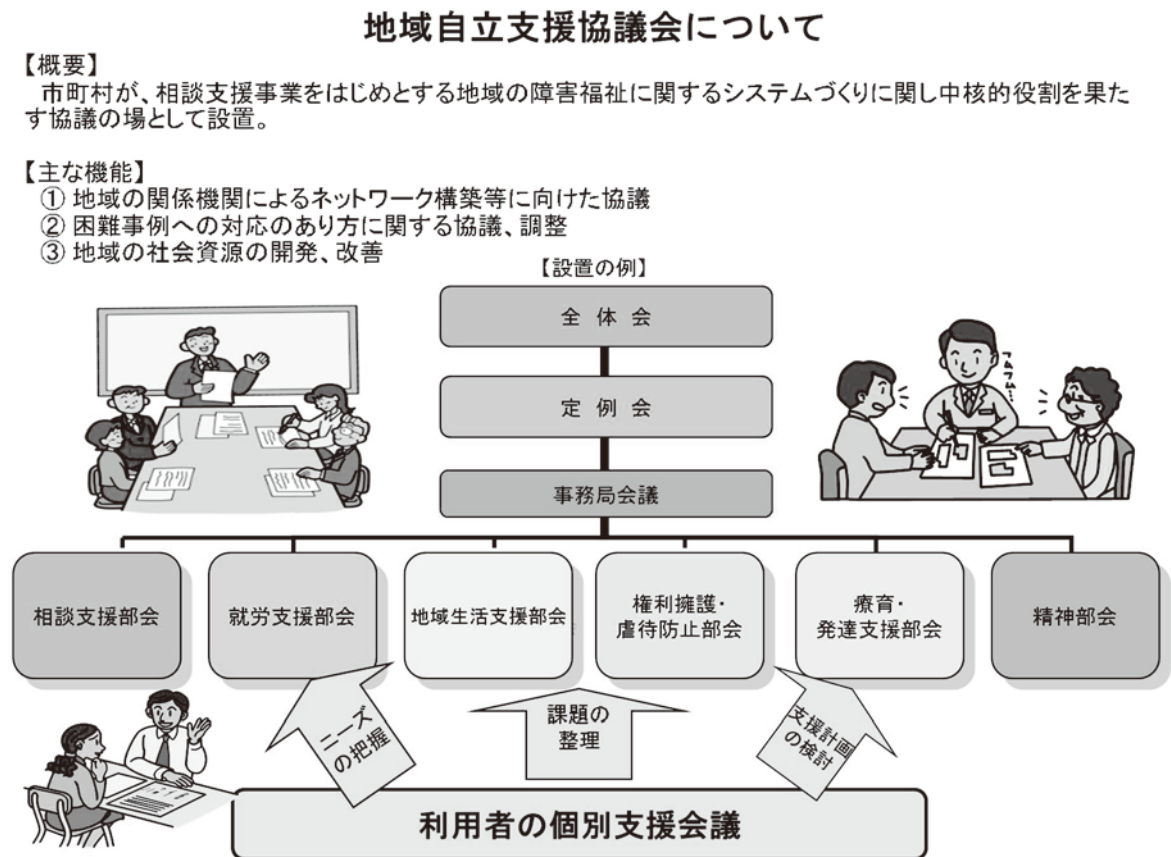 地域自立支援協議会について
【概要】
市町村が、相談支援事業をはじめとする地域の障害福祉に関するシステムづくりに関し中核的役割を果た
す協議の場として設置。
【主な機能】
① 地域の関係機関によるネットワーク構築等に向けた協議
② 困難事例への対応のあり方に関する協議、調整
③ 地域の社会資源の開発、改善
【設置の例】
全 体 会
定 例 会
フムフム…
事務局会議
相談支援部会
就労支援部会
地域生活支援部会
権利擁護・
虐待防止部会
療育・
発達支援部会
精神部会
ニーズ
の把握
課題の
整理
支援計画
の検討
利用者の個別支援会議